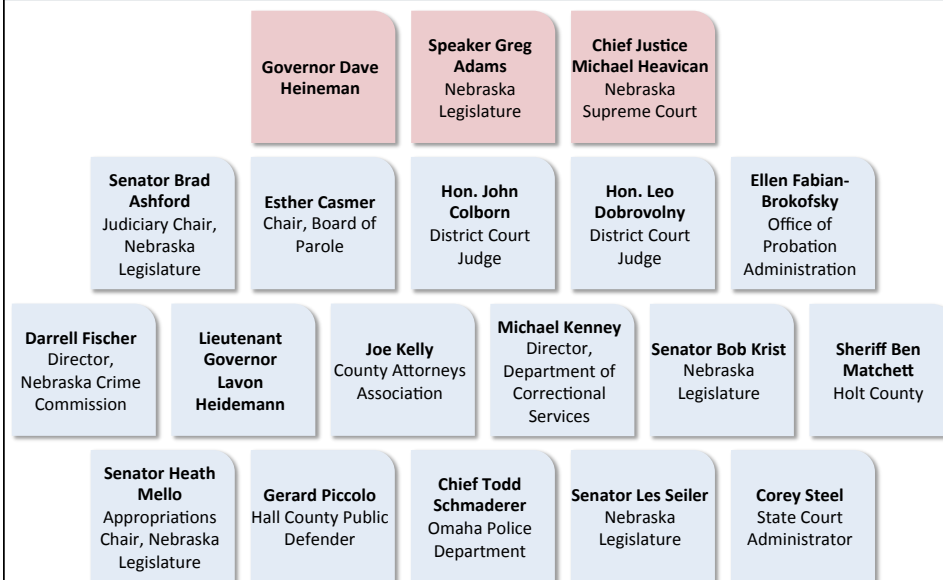 Governor Dave
Heineman
Speaker Greg
Adams
Nebraska
Legislature
Chief Justice
Michael Heavican
Nebraska
Supreme Court
Senator Brad
Ashford
Judiciary Chair,
Nebraska
Legislature
Esther Casmer
Chair, Board of
Parole
Hon. John
Colborn
District Court
Judge
Hon. Leo
Dobrovolny
District Court
Judge
Ellen Fabian-
Brokofsky
Office of
Probation
Administration
Darrell Fischer
Director,
Nebraska Crime
Commission
Lieutenant
Governor
Lavon
Heidemann
Joe Kelly
County Attorneys
Association
Michael Kenney
Director,
Department of
Correctional
Services
Senator Bob Krist
Nebraska
Legislature
Sheriff Ben
Matchett
Holt County
Senator Heath
Mello
Appropriations
Chair, Nebraska
Legislature
Gerard Piccolo
Hall County Public
Defender
Chief Todd
Schmaderer
Omaha Police
Department
Senator Les Seiler
Nebraska
Legislature
Corey Steel
State Court
Administrator